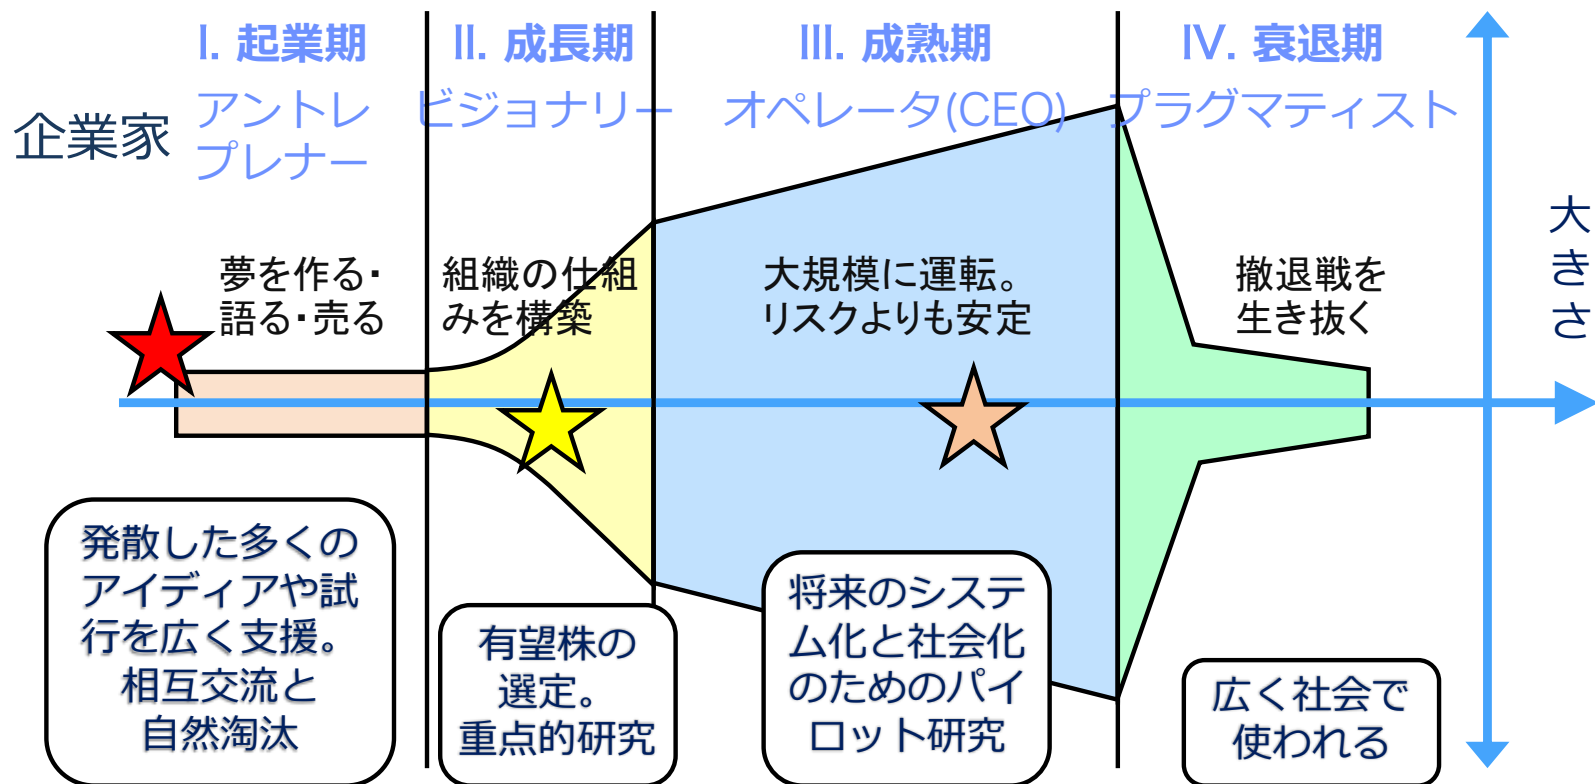 I. 起業期
II. 成長期
III. 成熟期
IV. 衰退期
企業家
アントレ
プレナー
ビジョナリー
オペレータ(CEO)
プラグマティスト
夢を作る・
語る・売る
組織の仕組
みを構築
大規模に運転。
リスクよりも安定
撤退戦を
生き抜く
大きさ
発散した多くの
アイディアや試
行を広く支援。
相互交流と
自然淘汰
有望株の
選定。
重点的研究
将来のシステ
ム化と社会化
のためのパイ
ロット研究
広く社会で
使われる